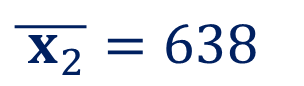 x̄₂ = 638